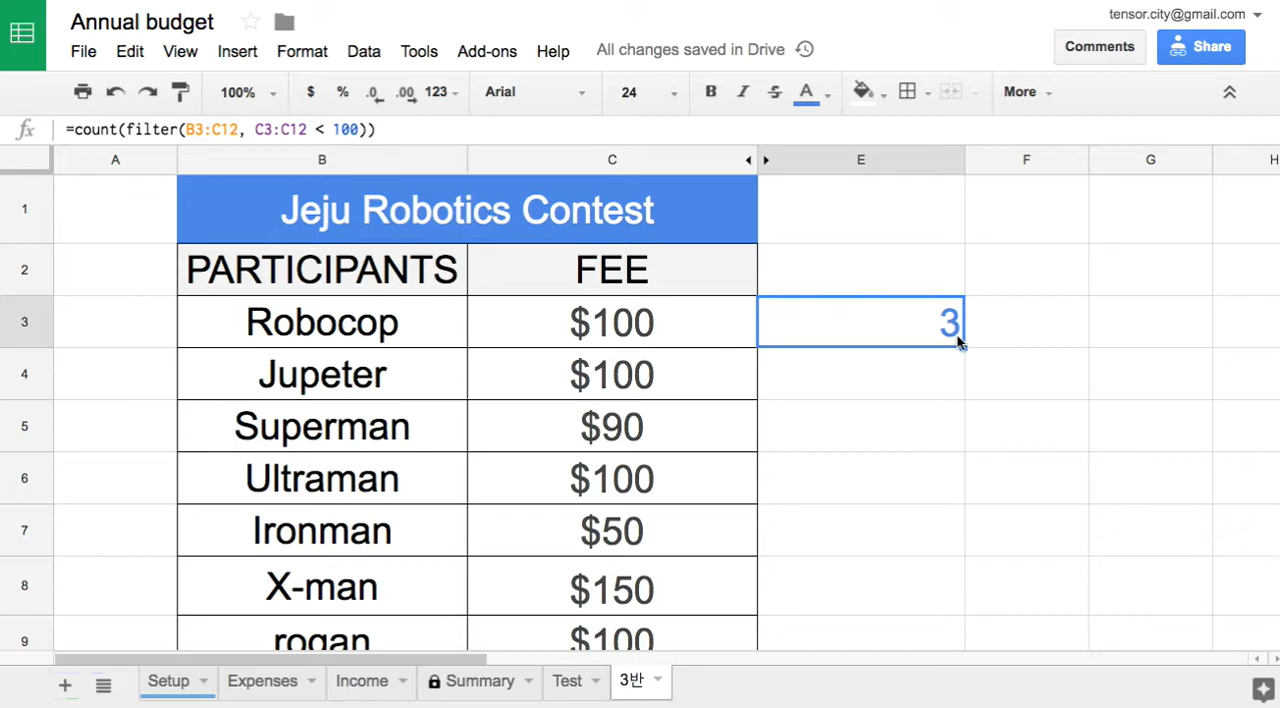 Annual budget
tensor.city@gmail.com
File Edit View Insert Format Data Tools Add-ons Help All changes saved in Drive
Comments Share
100% $ % .0 .00 123 Arial 24 B I S A More
fx =count(filter(B3:C12, C3:C12 < 100))
A B C E F G H
1 Jeju Robotics Contest
2 PARTICIPANTS FEE
3 Robocop $100 3
4 Jupeter $100
5 Superman $90
6 Ultraman $100
7 Ironman $50
8 X-man $150
9 rogan $100
Setup Expenses Income Summary Test 3반